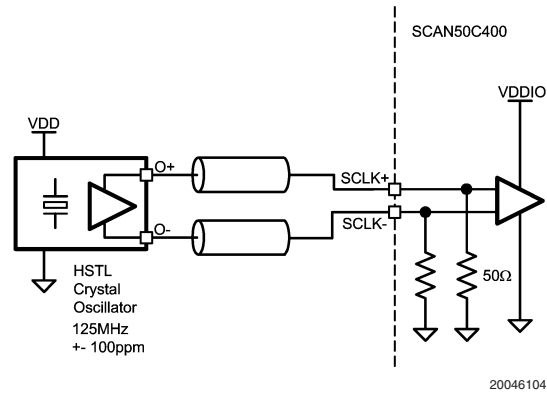 SCAN50C400
VDDIO
VDD
O+
SCLK+
O-
SCLK-
50Ω
HSTL
Crystal
Oscillator
125MHz
+- 100ppm
20046104